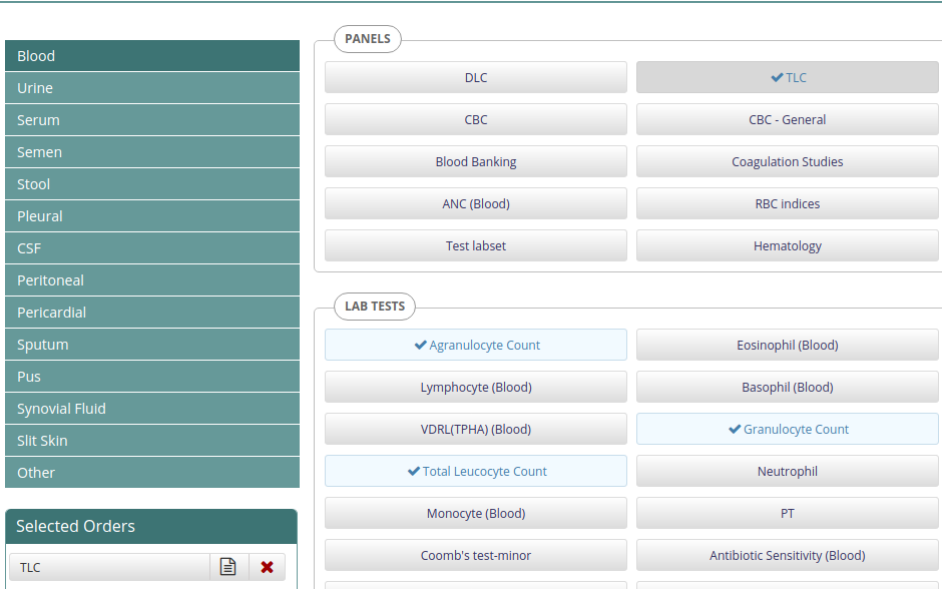 Blood
Urine
Serum
Semen
Stool
Pleural
CSF
Peritoneal
Pericardial
Sputum
Pus
Synovial Fluid
Slit Skin
Other
Selected Orders
TLC
PANELS
DLC
TLC
CBC
CBC - General
Blood Banking
Coagulation Studies
ANC (Blood)
RBC indices
Test labset
Hematology
LAB TESTS
Agranulocyte Count
Eosinophil (Blood)
Lymphocyte (Blood)
Basophil (Blood)
VDRL(TPHA) (Blood)
Granulocyte Count
Total Leucocyte Count
Neutrophil
Monocyte (Blood)
PT
Coomb's test-minor
Antibiotic Sensitivity (Blood)